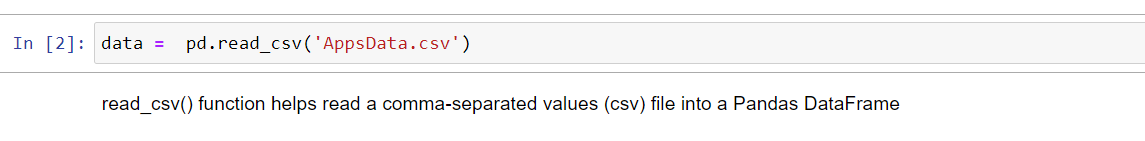 In [2]: data =  pd.read_csv('AppsData.csv')
read_csv() function helps read a comma-separated values (csv) file into a Pandas DataFrame